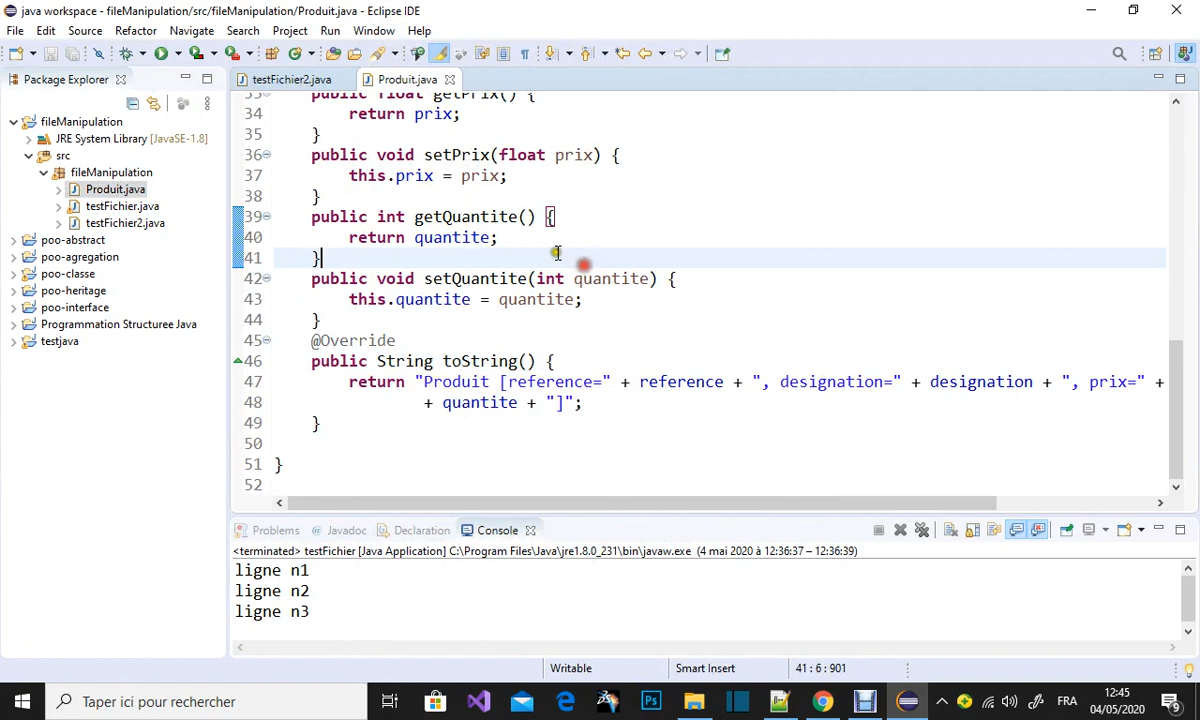 java workspace - fileManipulation/src/fileManipulation/Produit.java - Eclipse IDE
File Edit Source Refactor Navigate Search Project Run Window Help
Package Explorer
testFichier2.java Produit.java
fileManipulation
JRE System Library [JavaSE-1.8]
src
fileManipulation
Produit.java
testFichier.java
testFichier2.java
poo-abstract
poo-agregation
poo-classe
poo-heritage
poo-interface
Programmation Structuree Java
testjava
33 public float getPrix() {
34 return prix;
35 }
36 public void setPrix(float prix) {
37 this.prix = prix;
38 }
39 public int getQuantite() {
40 return quantite;
41 }
42 public void setQuantite(int quantite) {
43 this.quantite = quantite;
44 }
45 @Override
46 public String toString() {
47 return "Produit [reference=" + reference + ", designation=" + designation + ", prix=" +
48 + quantite + "]";
49 }
50
51 }
52
Problems @ Javadoc Declaration Console
<terminated> testFichier [Java Application] C:\Program Files\Java\jre1.8.0_231\bin\javaw.exe (4 mai 2020 à 12:36:37 – 12:36:39)
ligne n1
ligne n2
ligne n3
Writable Smart Insert 41 : 6 : 901
Taper ici pour rechercher
Ps
FRA
12:45
04/05/2020
9